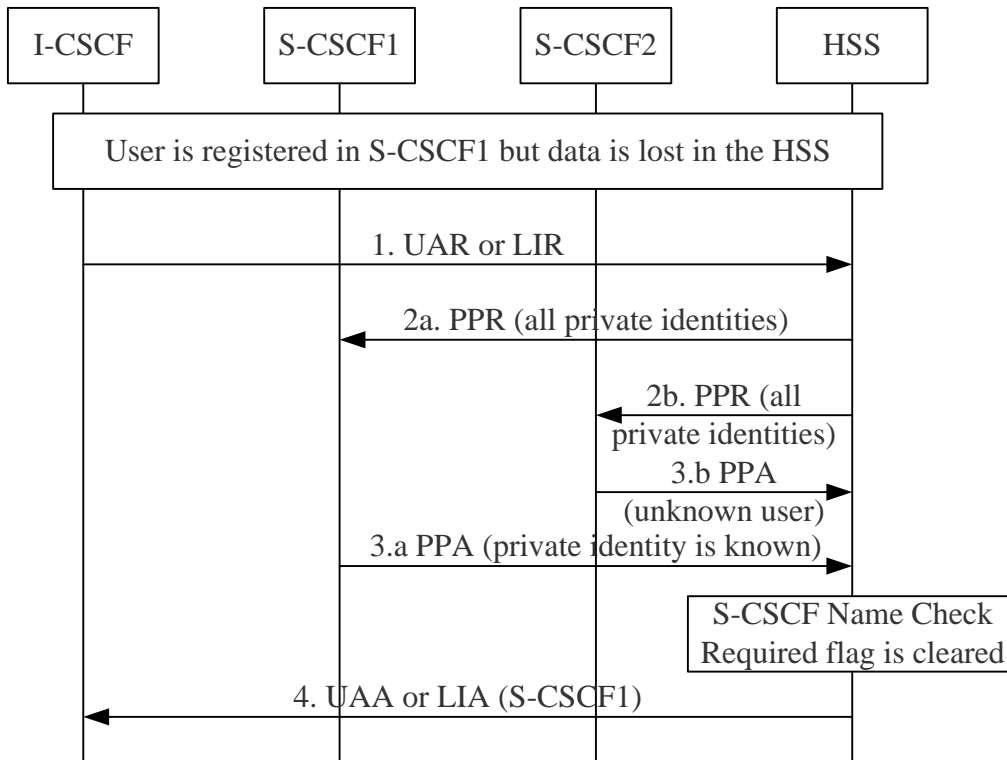 I-CSCF
S-CSCF1
S-CSCF2
HSS
User is registered in S-CSCF1 but data is lost in the HSS
1. UAR or LIR
2a. PPR (all private identities)
2b. PPR (all
private identities)
3.b PPA
(unknown user)
3.a PPA (private identity is known)
S-CSCF Name Check
Required flag is cleared
4. UAA or LIA (S-CSCF1)